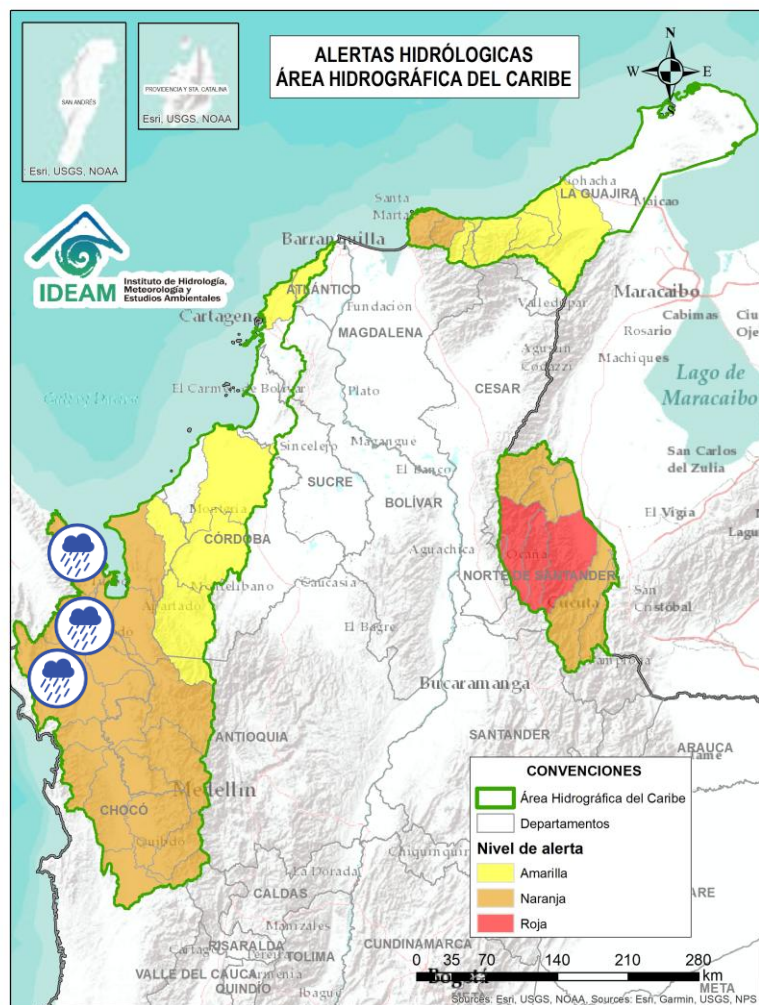 ALERTAS HIDRÓLOGICAS
ÁREA HIDROGRÁFICA DEL CARIBE
N
W
E
S
SAN ANDRÉS
Esri, USGS, NOAA
PROVIDENCIA Y STA. CATALINA
Esri, USGS, NOAA
IDEAM
Instituto de Hidrología,
Meteorología y
Estudios Ambientales
Santa
Marta
LA GUAJIRA
Maicao
Barranquilla
ATLÁNTICO
Cartagen
Fundación
MAGDALENA
Valledupar
Maracaibo
Cabimas
Rosario
Machiques
Agustín
Codazzi
CESAR
Lago de
Maracaibo
El Carmen de Bolívar
Plato
Sincelejo
Magangué
San Carlos
del Zulia
El Banco
SUCRE
BOLÍVAR
Montería
El Vigía
CÓRDOBA
Aguachica
Ocaña
NORTE DE SANTANDER
Montelíbano
Caucasia
San
Cristóbal
Apartadó
Cúcuta
El Bagre
Pamplona
Bucaramanga
ANTIOQUIA
SANTANDER
ARAUCA
Medellín
CHOCÓ
Quibdó
La Dorada
CALDAS
Manizales
RISARALDA
TOLIMA
CUNDINAMARCA
VALLE DEL CAUCA
Armenia
QUINDÍO
Ibagué
Bogotá
META
CONVENCIONES
Área Hidrográfica del Caribe
Departamentos
Nivel de alerta
Amarilla
Naranja
Roja
0 35 70 140 210 280
km
Sources: Esri, USGS, NOAA, Sources: Esri, Garmin, USGS, NPS